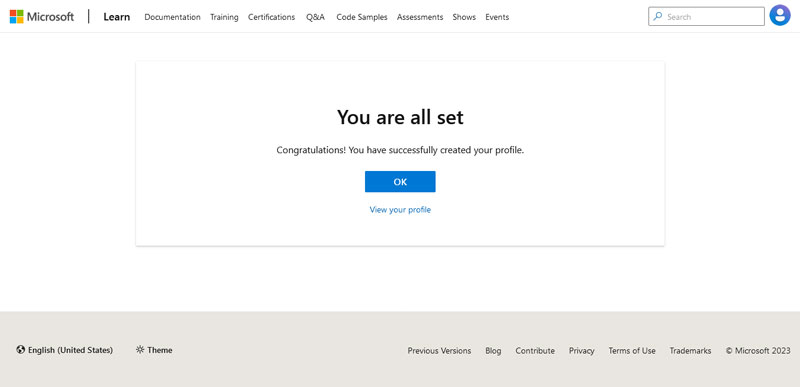 Microsoft | Learn Documentation Training Certifications Q&A Code Samples Assessments Shows Events Search
You are all set
Congratulations! You have successfully created your profile.
OK
View your profile
English (United States) Theme Previous Versions Blog Contribute Privacy Terms of Use Trademarks © Microsoft 2023